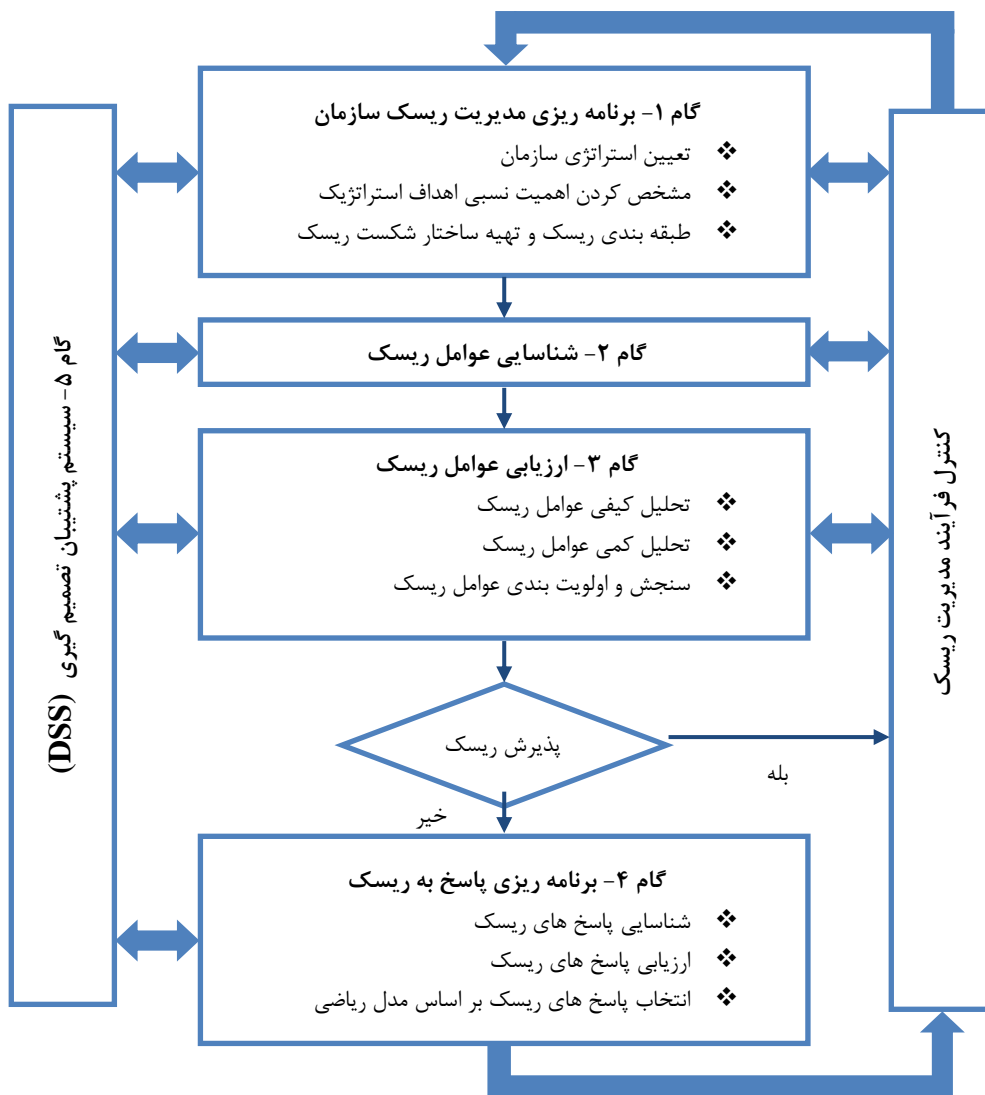 گام ۱- برنامه ریزی مدیریت ریسک سازمان
❖ تعیین استراتژی سازمان
❖ مشخص کردن اهمیت نسبی اهداف استراتژیک
❖ طبقه بندی ریسک و تهیه ساختار شکست ریسک
گام ۲- شناسایی عوامل ریسک
گام ۳- ارزیابی عوامل ریسک
❖ تحلیل کیفی عوامل ریسک
❖ تحلیل کمی عوامل ریسک
❖ سنجش و اولویت بندی عوامل ریسک
پذیرش ریسک
بله
خیر
گام ۴- برنامه ریزی پاسخ به ریسک
❖ شناسایی پاسخ های ریسک
❖ ارزیابی پاسخ های ریسک
❖ انتخاب پاسخ های ریسک بر اساس مدل ریاضی
کنترل فرآیند مدیریت ریسک
گام ۵- سیستم پشتیبان تصمیم گیری (DSS)